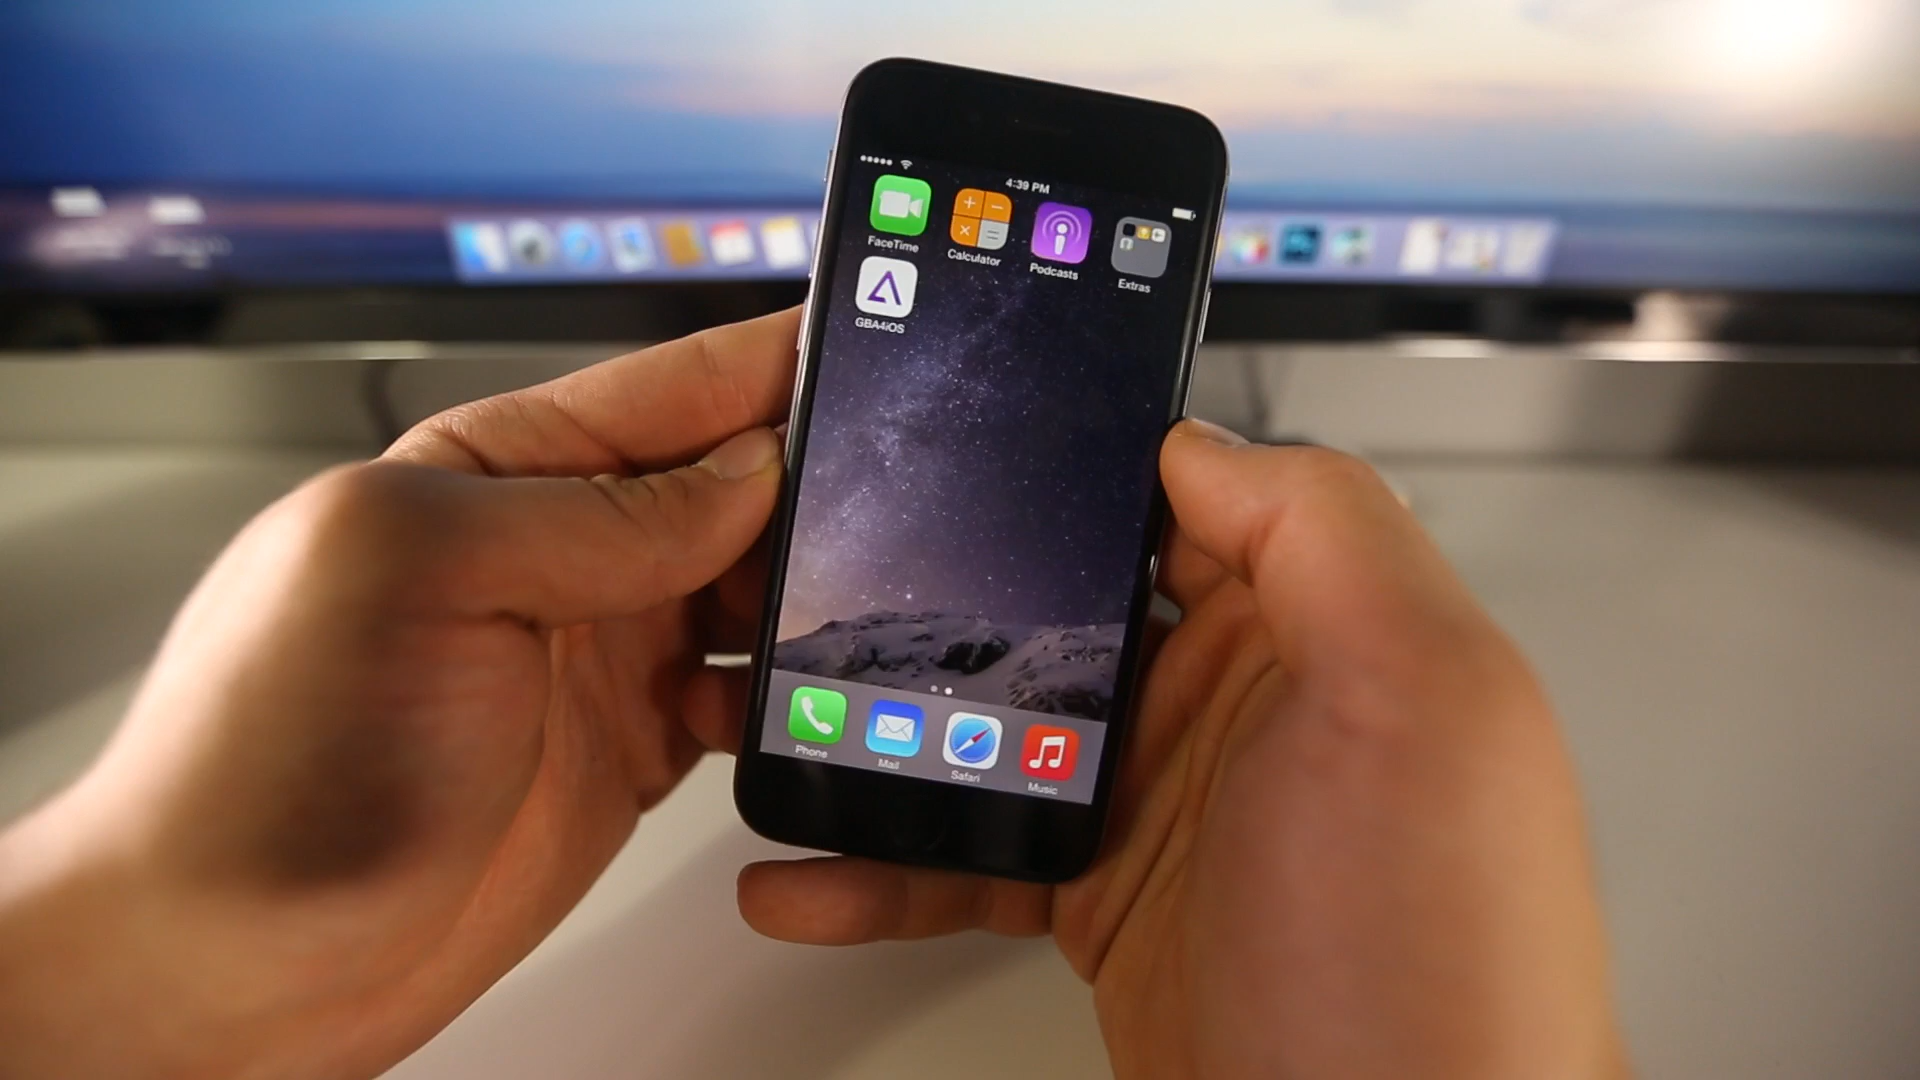 4:39 PM
FaceTime
Calculator
Podcasts
Extras
GBA4iOS
Phone
Mail
Safari
Music